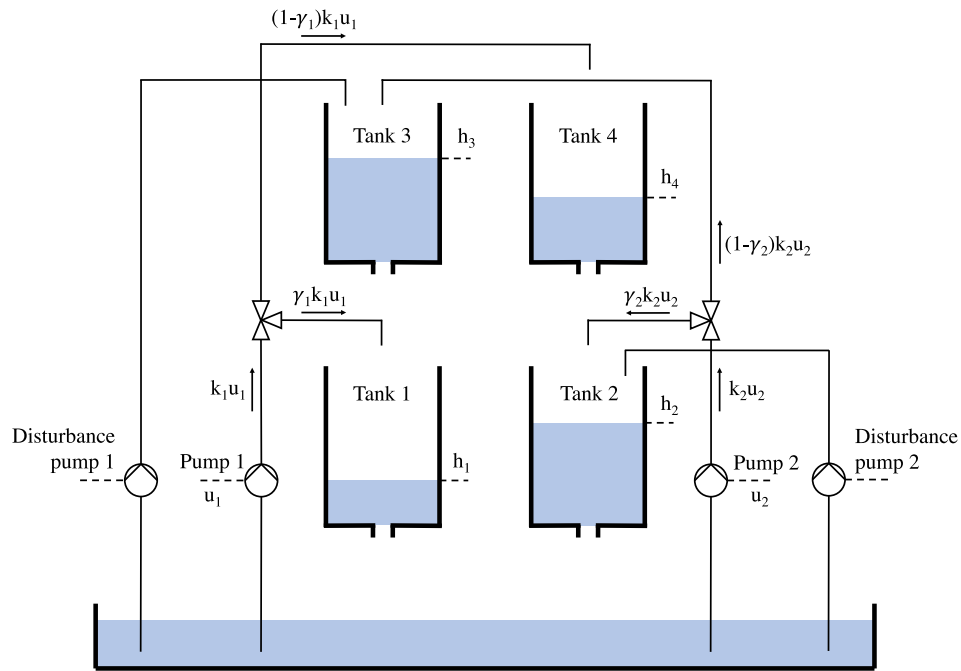 (1-γ₁)k₁u₁
Tank 3
h₃
Tank 4
h₄
(1-γ₂)k₂u₂
γ₁k₁u₁
γ₂k₂u₂
k₁u₁
Tank 1
Tank 2
h₂
k₂u₂
Disturbance
pump 1
Pump 1
u₁
h₁
Pump 2
u₂
Disturbance
pump 2